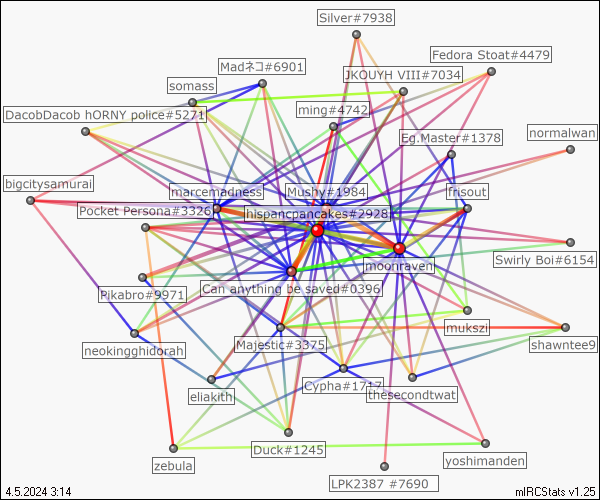 Silver#7938
Fedora Stoat#4479
Madネコ#6901
JKOUYH VIII#7034
somass
ming#4742
DacobDacob hORNY police#5271
normalwan
Eg.Master#1378
bigcitysamurai
marcemadness
Mushy#1984
frisout
Pocket Persona#3326
hispancpancakes#2928
Swirly Boi#6154
moonraven
Pikabro#9971
Can anything be saved#0396
mukszi
neokingghidorah
Majestic#3375
shawntee9
Cypha#1717
thesecondtwat
eliakith
Duck#1245
yoshimanden
zebula
LPK2387 #7690
4.5.2024 3:14
mIRCStats v1.25